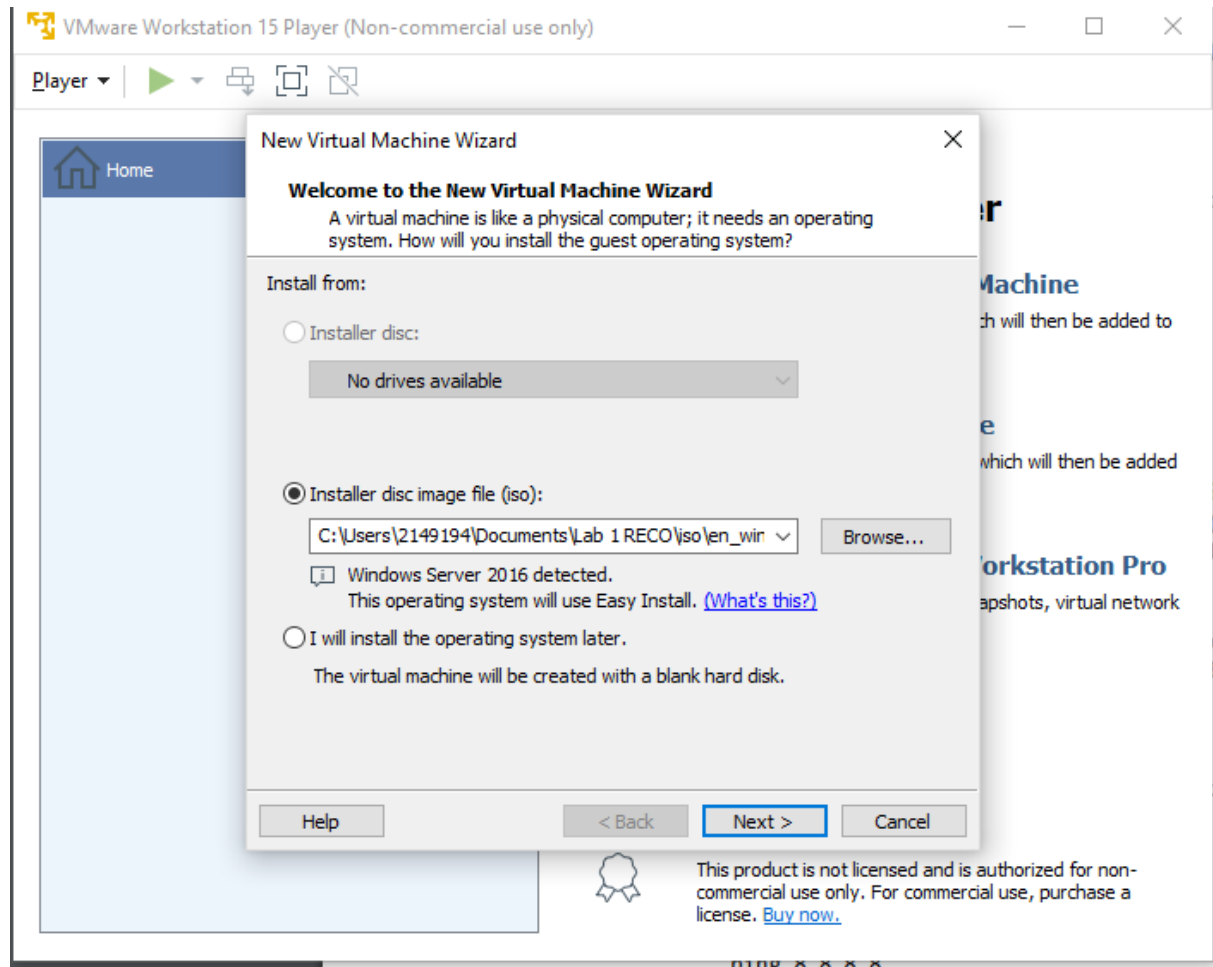 VMware Workstation 15 Player (Non-commercial use only)
Player
Home
New Virtual Machine Wizard
Welcome to the New Virtual Machine Wizard
A virtual machine is like a physical computer; it needs an operating
system. How will you install the guest operating system?
Install from:
Installer disc:
No drives available
Installer disc image file (iso):
C:\Users\2149194\Documents\Lab 1 RECO\iso\en_wir
Browse...
Windows Server 2016 detected.
This operating system will use Easy Install. (What's this?)
I will install the operating system later.
The virtual machine will be created with a blank hard disk.
Help
< Back
Next >
Cancel
er
Machine
ch will then be added to
e
which will then be added
Workstation Pro
apshots, virtual network
This product is not licensed and is authorized for non-
commercial use only. For commercial use, purchase a
license. Buy now.
ping 8.8.8.8